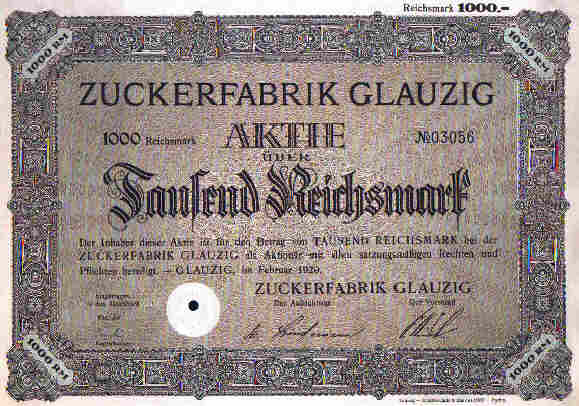 Reichsmark 1000.-
1000 RM
1000 RM
ZUCKERFABRIK GLAUZIG
1000 Reichsmark AKTIE №03056
ÜBER
Tausend Reichsmark
Der Inhaber dieser Aktie ist für den Betrag von TAUSEND REICHSMARK bei der
ZUCKERFABRIK GLAUZIG als Aktionär mit allen satzungsmäßigen Rechten und
Pflichten beteiligt. — GLAUZIG, im Februar 1929.
ZUCKERFABRIK GLAUZIG
Der Aufsichtsrat Der Vorstand
1000 RM
1000 RM